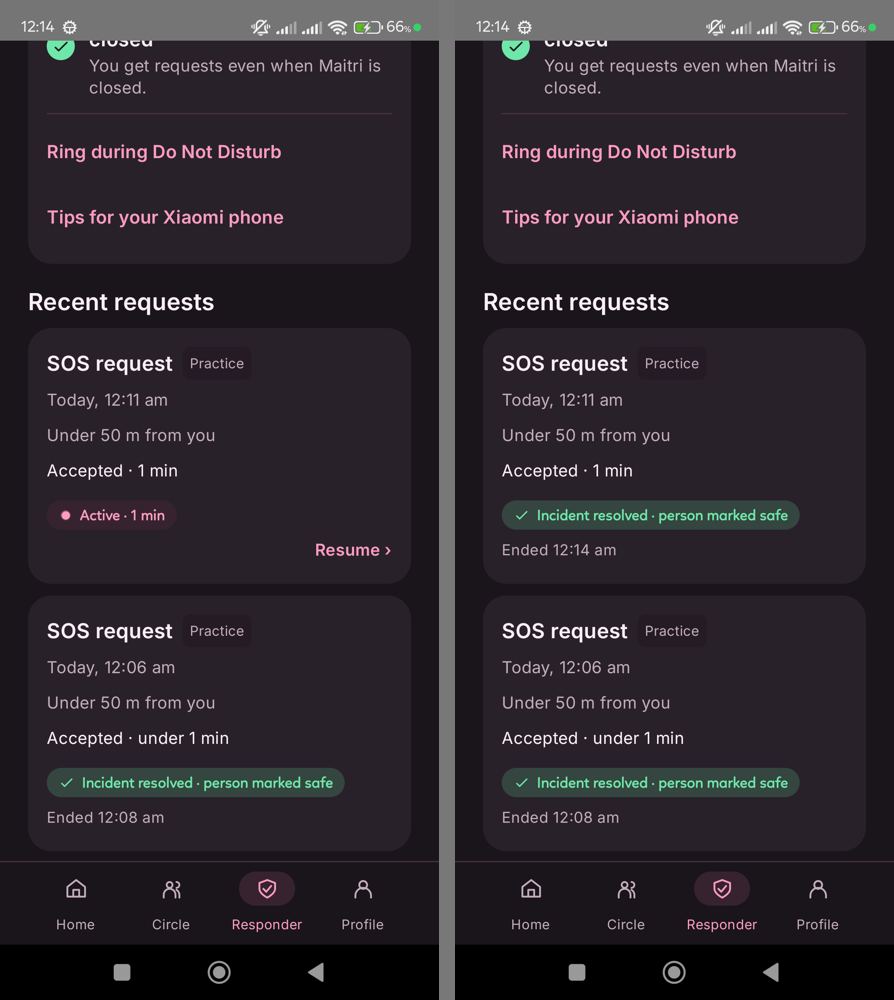 12:14
66%
closed
You get requests even when Maitri is
closed.
Ring during Do Not Disturb
Tips for your Xiaomi phone
Recent requests
SOS request Practice
Today, 12:11 am
Under 50 m from you
Accepted · 1 min
Active · 1 min
Resume ›
SOS request Practice
Today, 12:06 am
Under 50 m from you
Accepted · under 1 min
Incident resolved · person marked safe
Ended 12:08 am
Home Circle Responder Profile
12:14
66%
closed
You get requests even when Maitri is
closed.
Ring during Do Not Disturb
Tips for your Xiaomi phone
Recent requests
SOS request Practice
Today, 12:11 am
Under 50 m from you
Accepted · 1 min
Incident resolved · person marked safe
Ended 12:14 am
SOS request Practice
Today, 12:06 am
Under 50 m from you
Accepted · under 1 min
Incident resolved · person marked safe
Ended 12:08 am
Home Circle Responder Profile